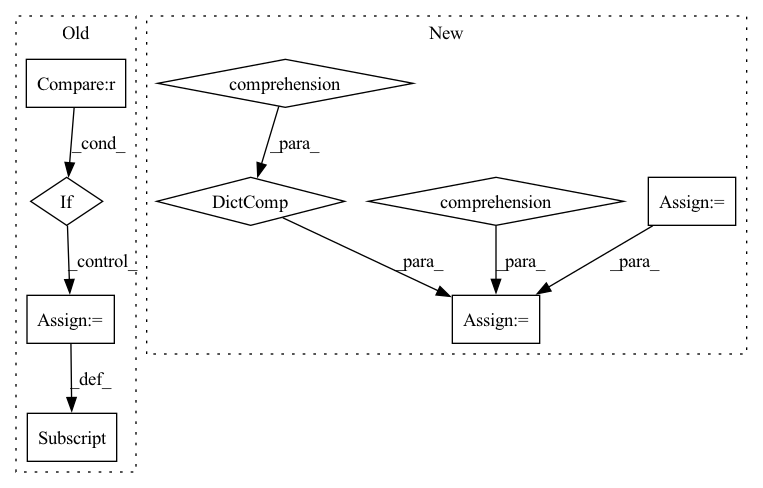 Old
New
Compare:r
comprehension
_cond_
_para_
If
DictComp
comprehension
Assign:=
_control_
_para_
_para_
_para_
Assign:=
Assign:=
_def_
Subscript